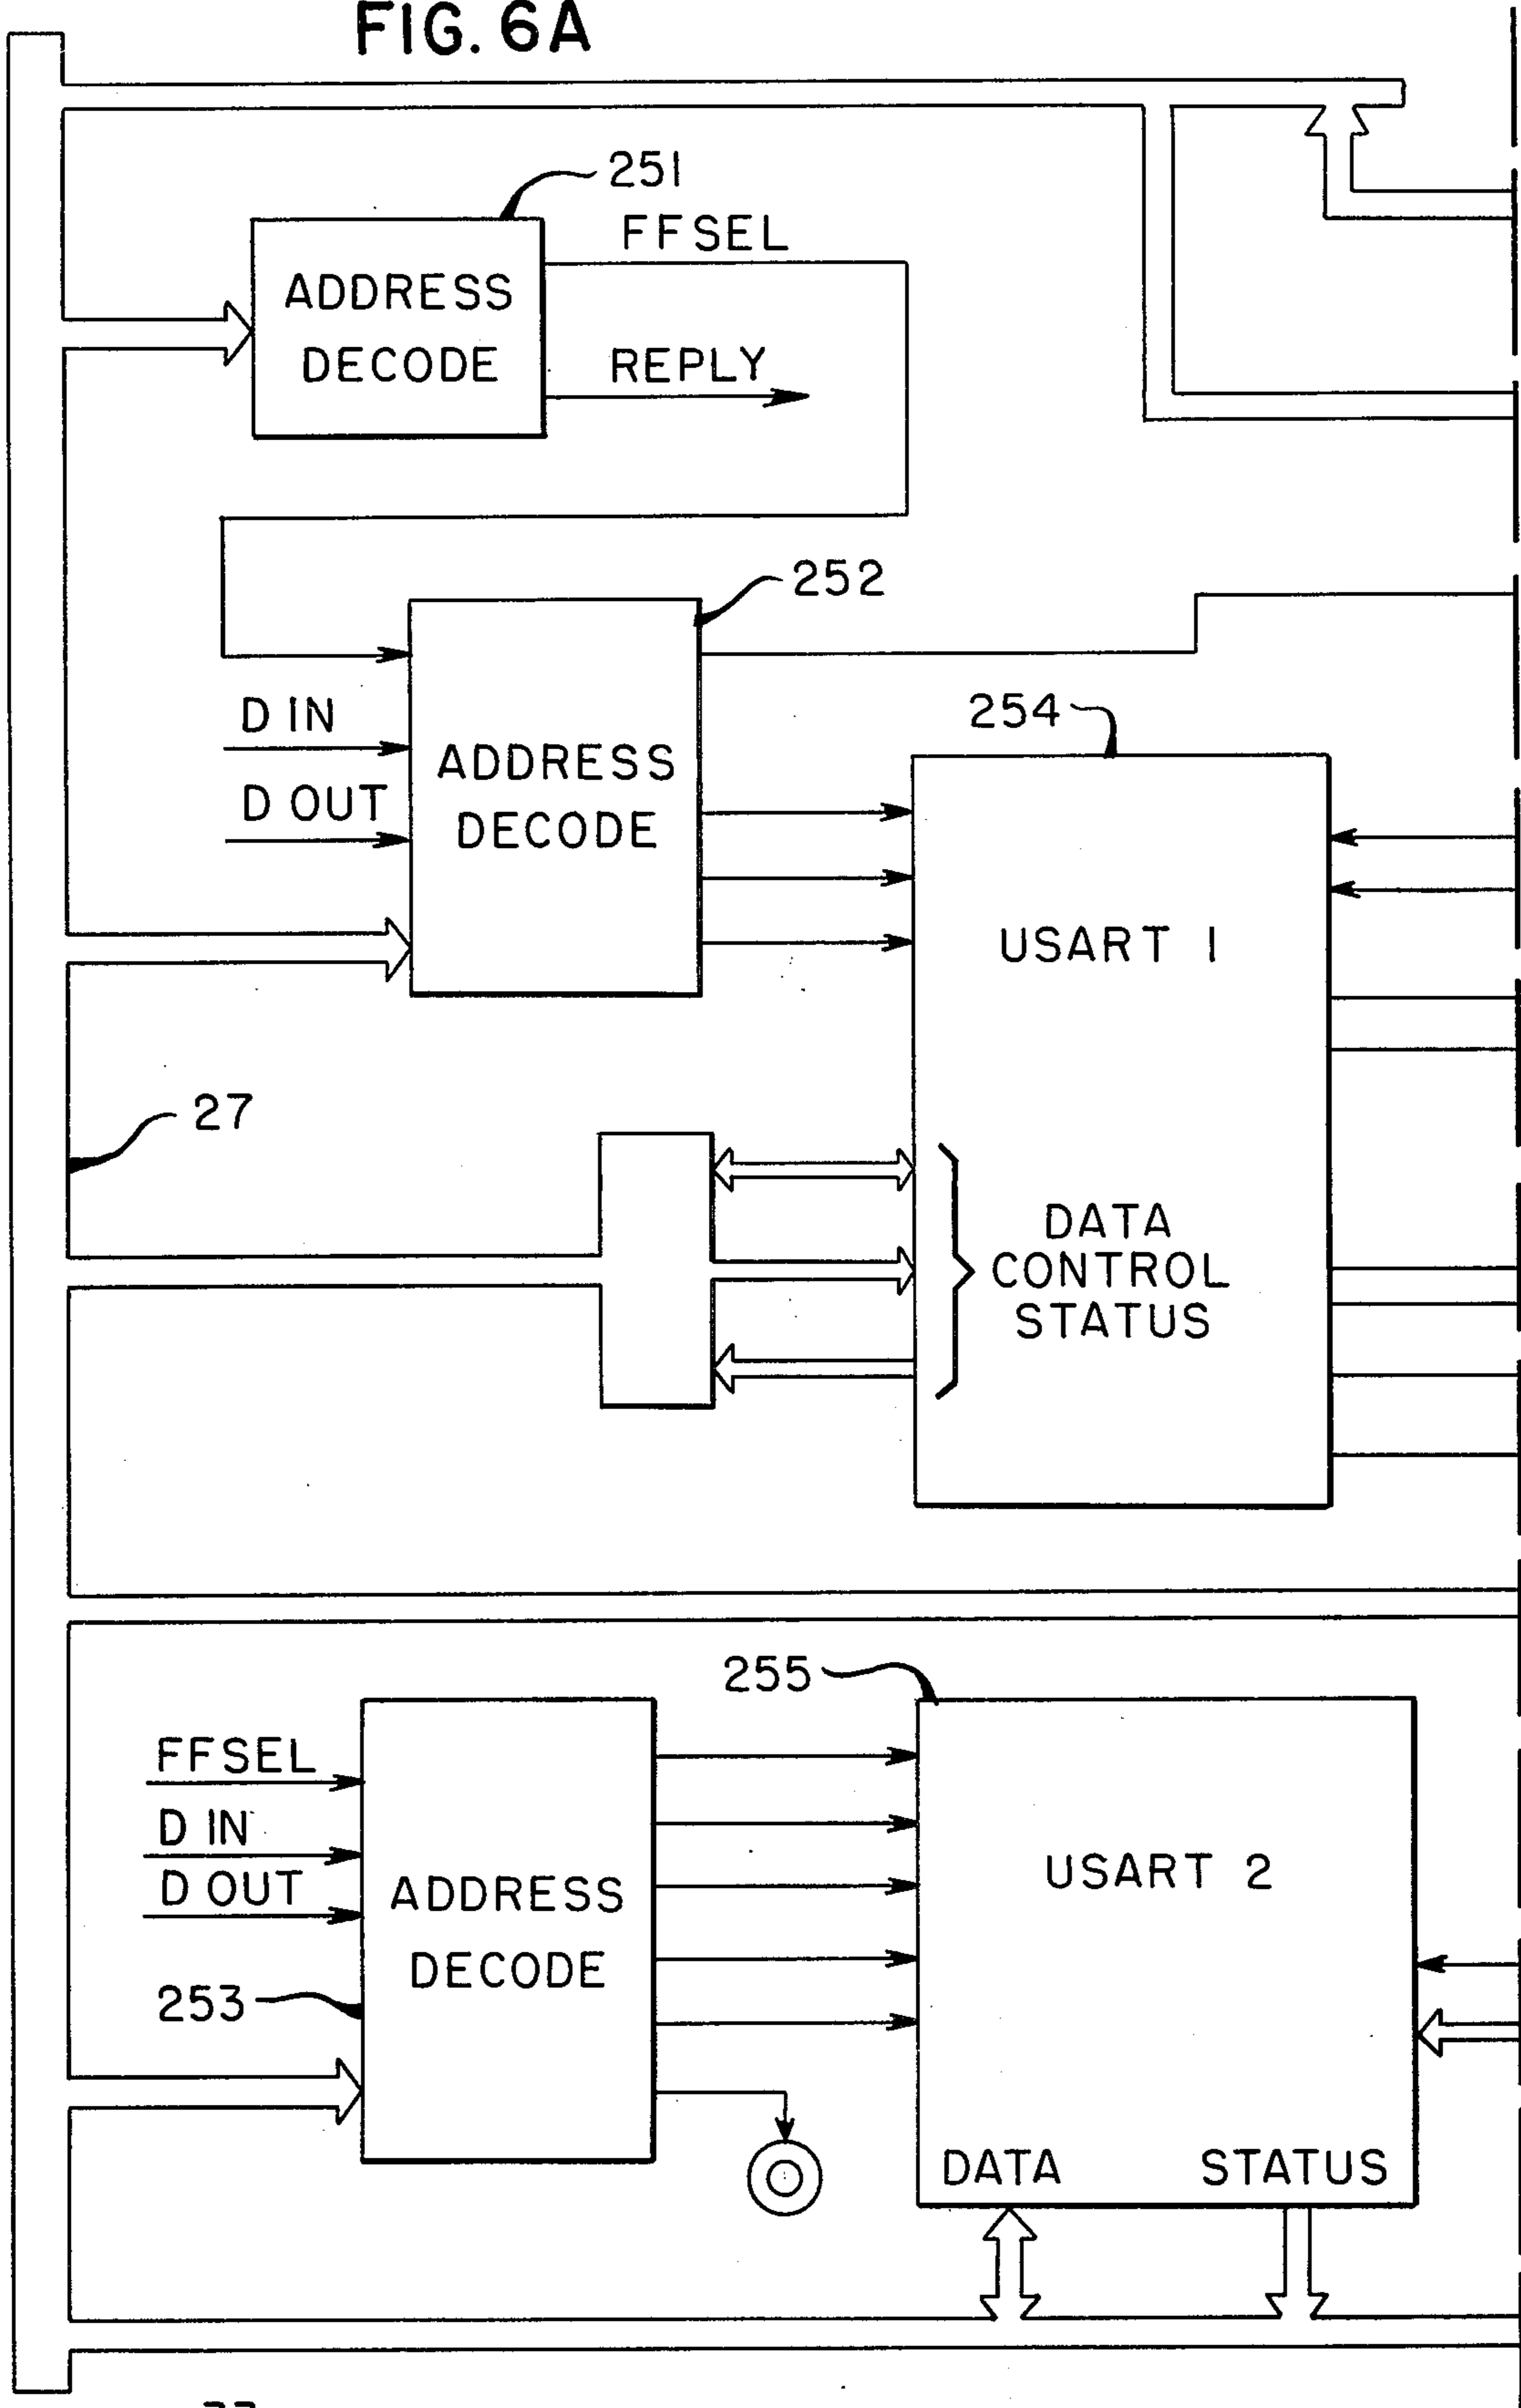 FIG. 6A
251
FFSEL
ADDRESS
DECODE
REPLY
252
D IN
D OUT
ADDRESS
DECODE
254
USART 1
27
DATA
CONTROL
STATUS
255
FFSEL
D IN
D OUT
ADDRESS
DECODE
253
USART 2
DATA
STATUS